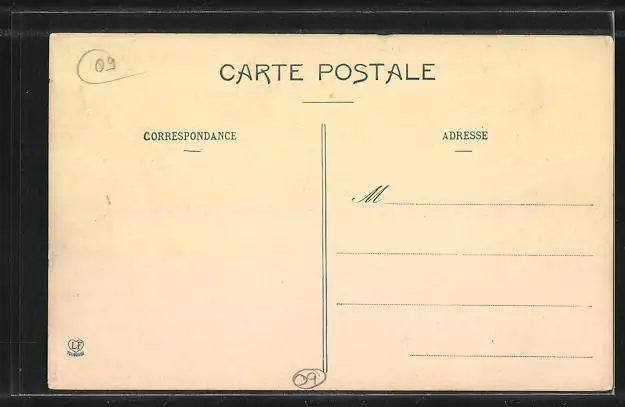 09
CARTE POSTALE
CORRESPONDANCE
ADRESSE
M
LF
09